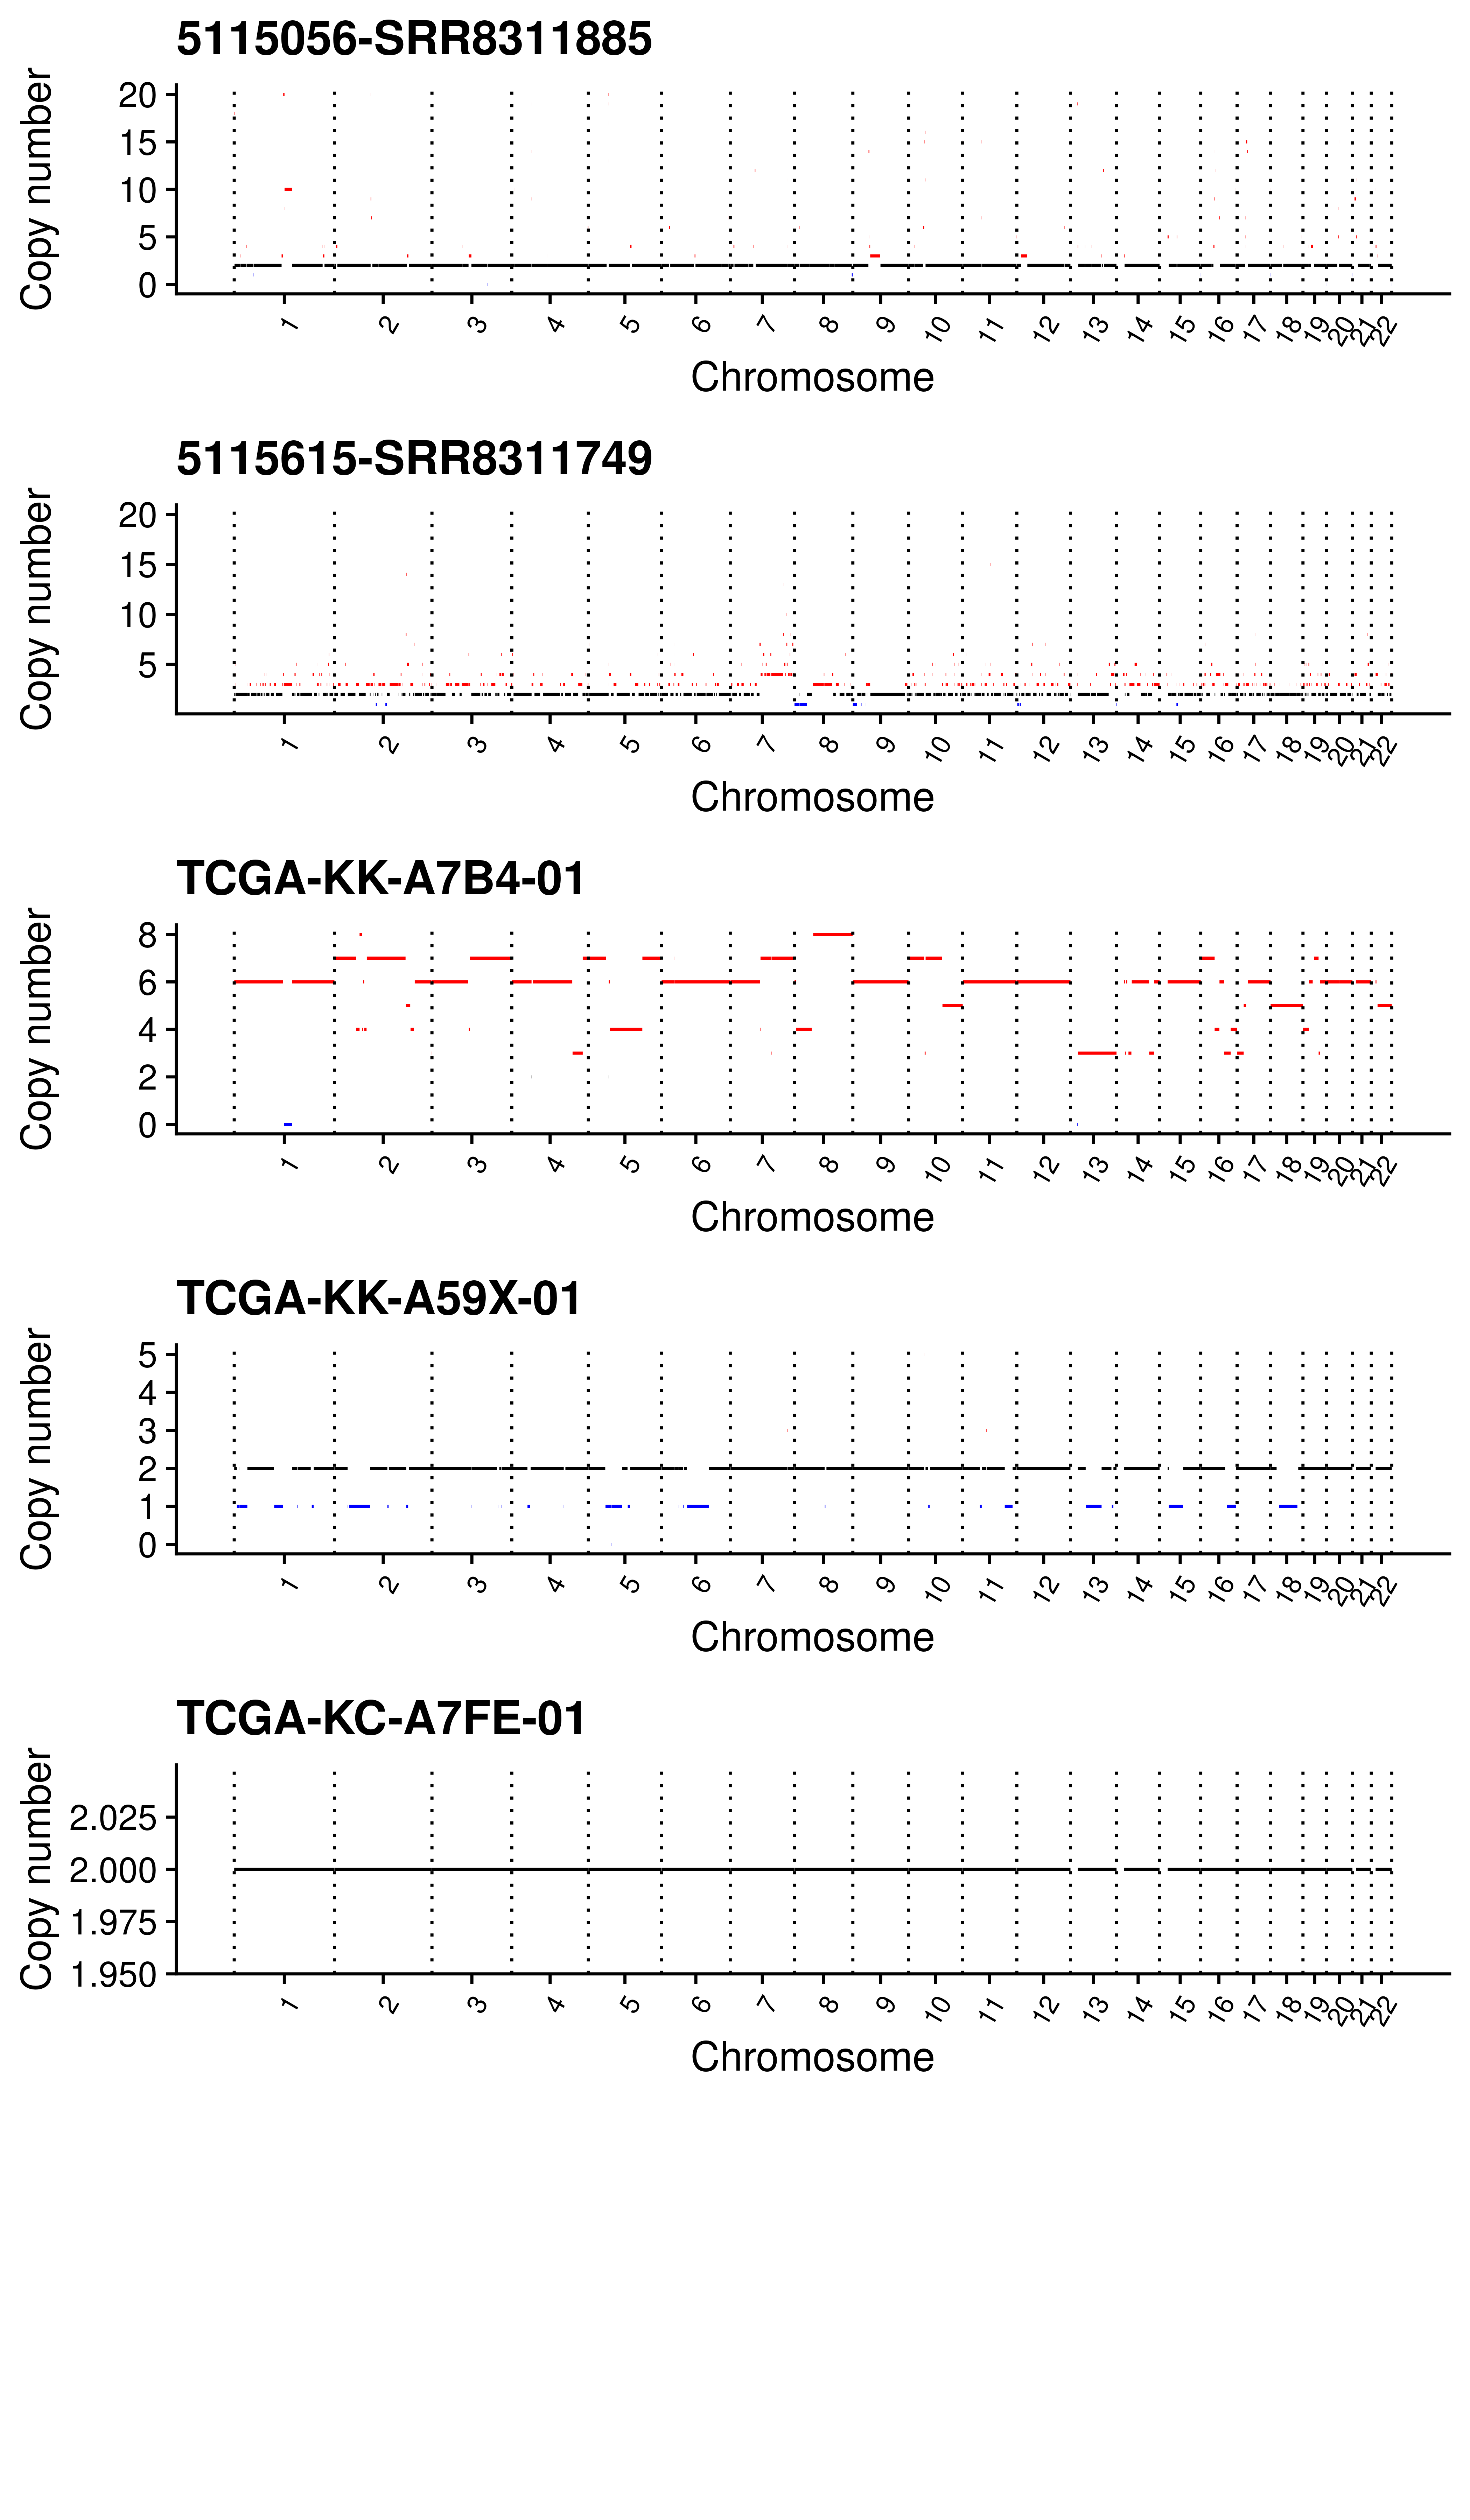 5115056-SRR8311885
Copy number
20
15
10
5
0
1 2 3 4 5 6 7 8 9 10 11 12 13 14 15 16 17 18 19 20 21 22
Chromosome
5115615-SRR8311749
Copy number
20
15
10
5
1 2 3 4 5 6 7 8 9 10 11 12 13 14 15 16 17 18 19 20 21 22
Chromosome
TCGA-KK-A7B4-01
Copy number
8
6
4
2
0
1 2 3 4 5 6 7 8 9 10 11 12 13 14 15 16 17 18 19 20 21 22
Chromosome
TCGA-KK-A59X-01
Copy number
5
4
3
2
1
0
1 2 3 4 5 6 7 8 9 10 11 12 13 14 15 16 17 18 19 20 21 22
Chromosome
TCGA-KC-A7FE-01
Copy number
2.025
2.000
1.975
1.950
1 2 3 4 5 6 7 8 9 10 11 12 13 14 15 16 17 18 19 20 21 22
Chromosome